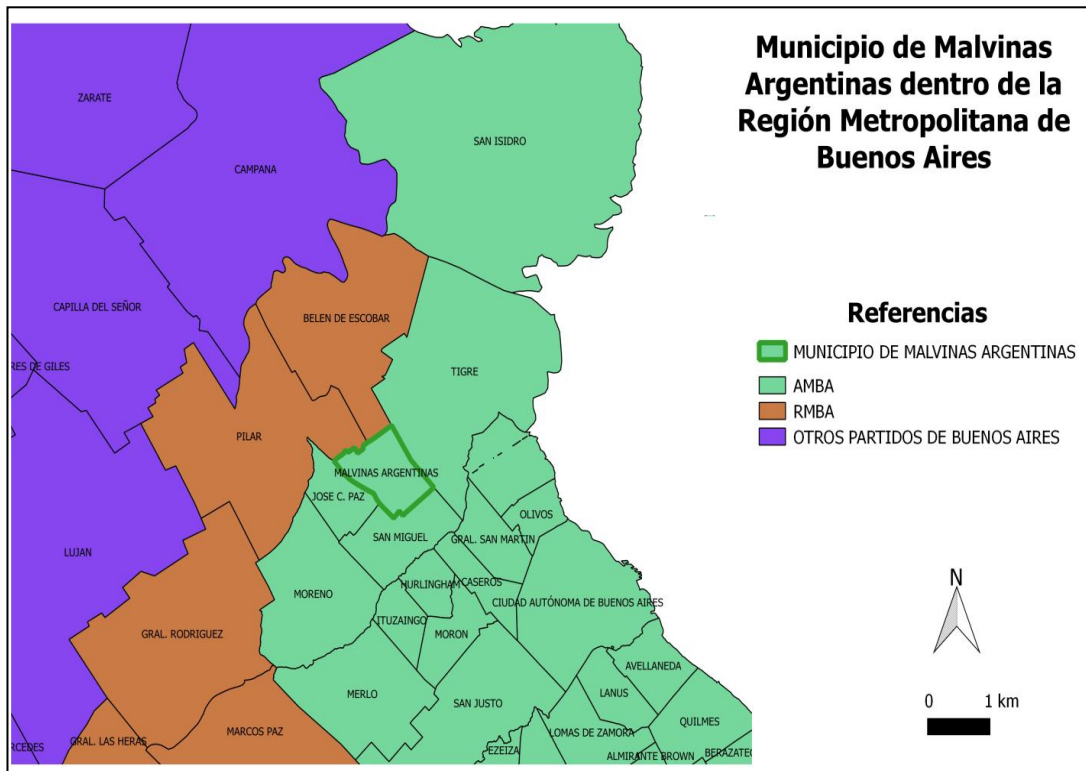 Municipio de Malvinas
Argentinas dentro de la
Región Metropolitana de
Buenos Aires
ZARATE
SAN ISIDRO
CAMPANA
CAPILLA DEL SEÑOR
BELEN DE ESCOBAR
RES DE GILES
TIGRE
PILAR
MALVINAS ARGENTINAS
JOSE C. PAZ
OLIVOS
SAN MIGUEL
GRAL. SAN MARTIN
LUJAN
HURLINGHAM
CASEROS
MORENO
CIUDAD AUTÓNOMA DE BUENOS AIRES
ITUZAINGO
GRAL. RODRIGUEZ
MORON
AVELLANEDA
MERLO
LANUS
SAN JUSTO
QUILMES
MARCOS PAZ
LOMAS DE ZAMORA
GRAL. LAS HERAS
RCEDES
EZEIZA
ALMIRANTE BROWN
BERAZATEG
Referencias
MUNICIPIO DE MALVINAS ARGENTINAS
AMBA
RMBA
OTROS PARTIDOS DE BUENOS AIRES
N
0 1 km